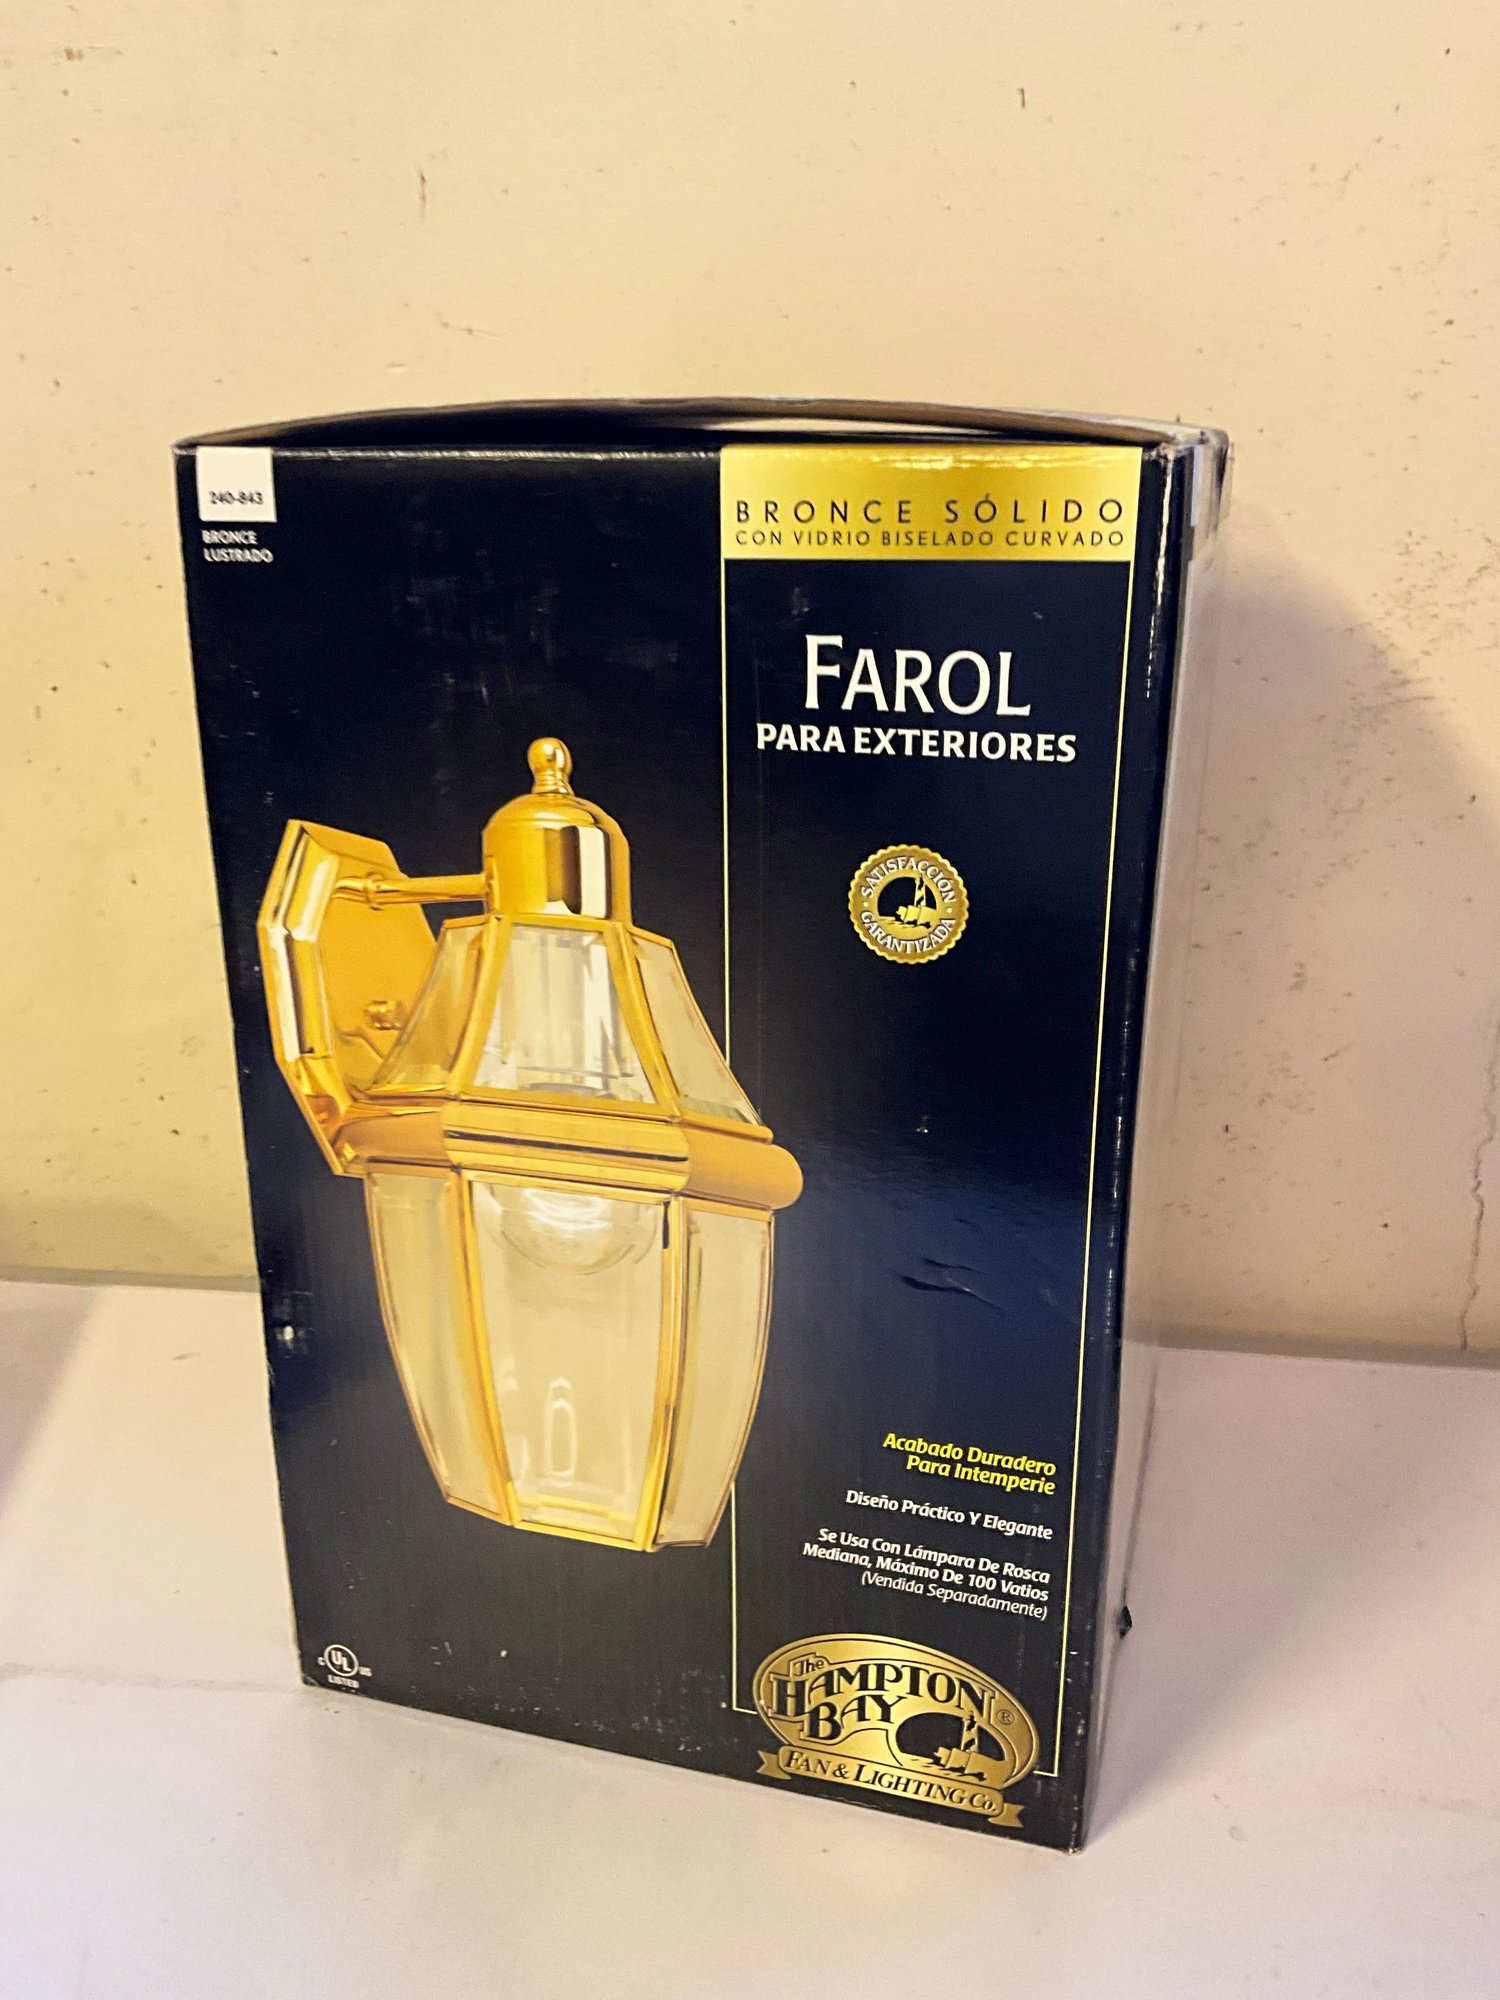 240-843
BRONCE
LUSTRADO
BRONCE SÓLIDO
CON VIDRIO BISELADO CURVADO
FAROL
PARA EXTERIORES
SATISFACCIÓN
GARANTIZADA
Acabado Duradero
Para Intemperie
Diseño Práctico Y Elegante
Se Usa Con Lámpara De Rosca
Mediana, Máximo De 100 Vatios
(Vendida Separadamente)
C UL US
LISTED
The
HAMPTON
BAY ®
FAN & LIGHTING Co.